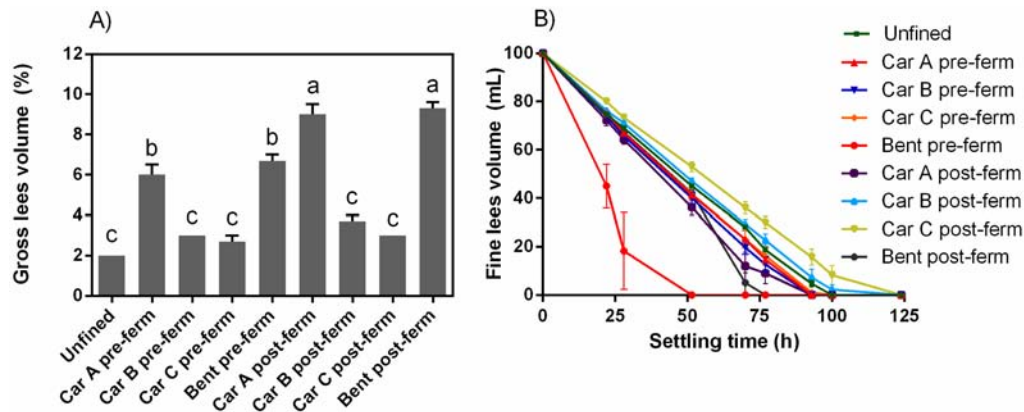 A)
Gross lees volume (%)
12
10
8
6
4
2
0
c
b
c
c
b
a
c
c
a
Unfined
Car A pre-ferm
Car B pre-ferm
Car C pre-ferm
Bent pre-ferm
Car A post-ferm
Car B post-ferm
Car C post-ferm
Bent post-ferm
B)
Fine lees volume (mL)
100
80
60
40
20
0
0
25
50
75
100
125
Settling time (h)
Unfined
Car A pre-ferm
Car B pre-ferm
Car C pre-ferm
Bent pre-ferm
Car A post-ferm
Car B post-ferm
Car C post-ferm
Bent post-ferm